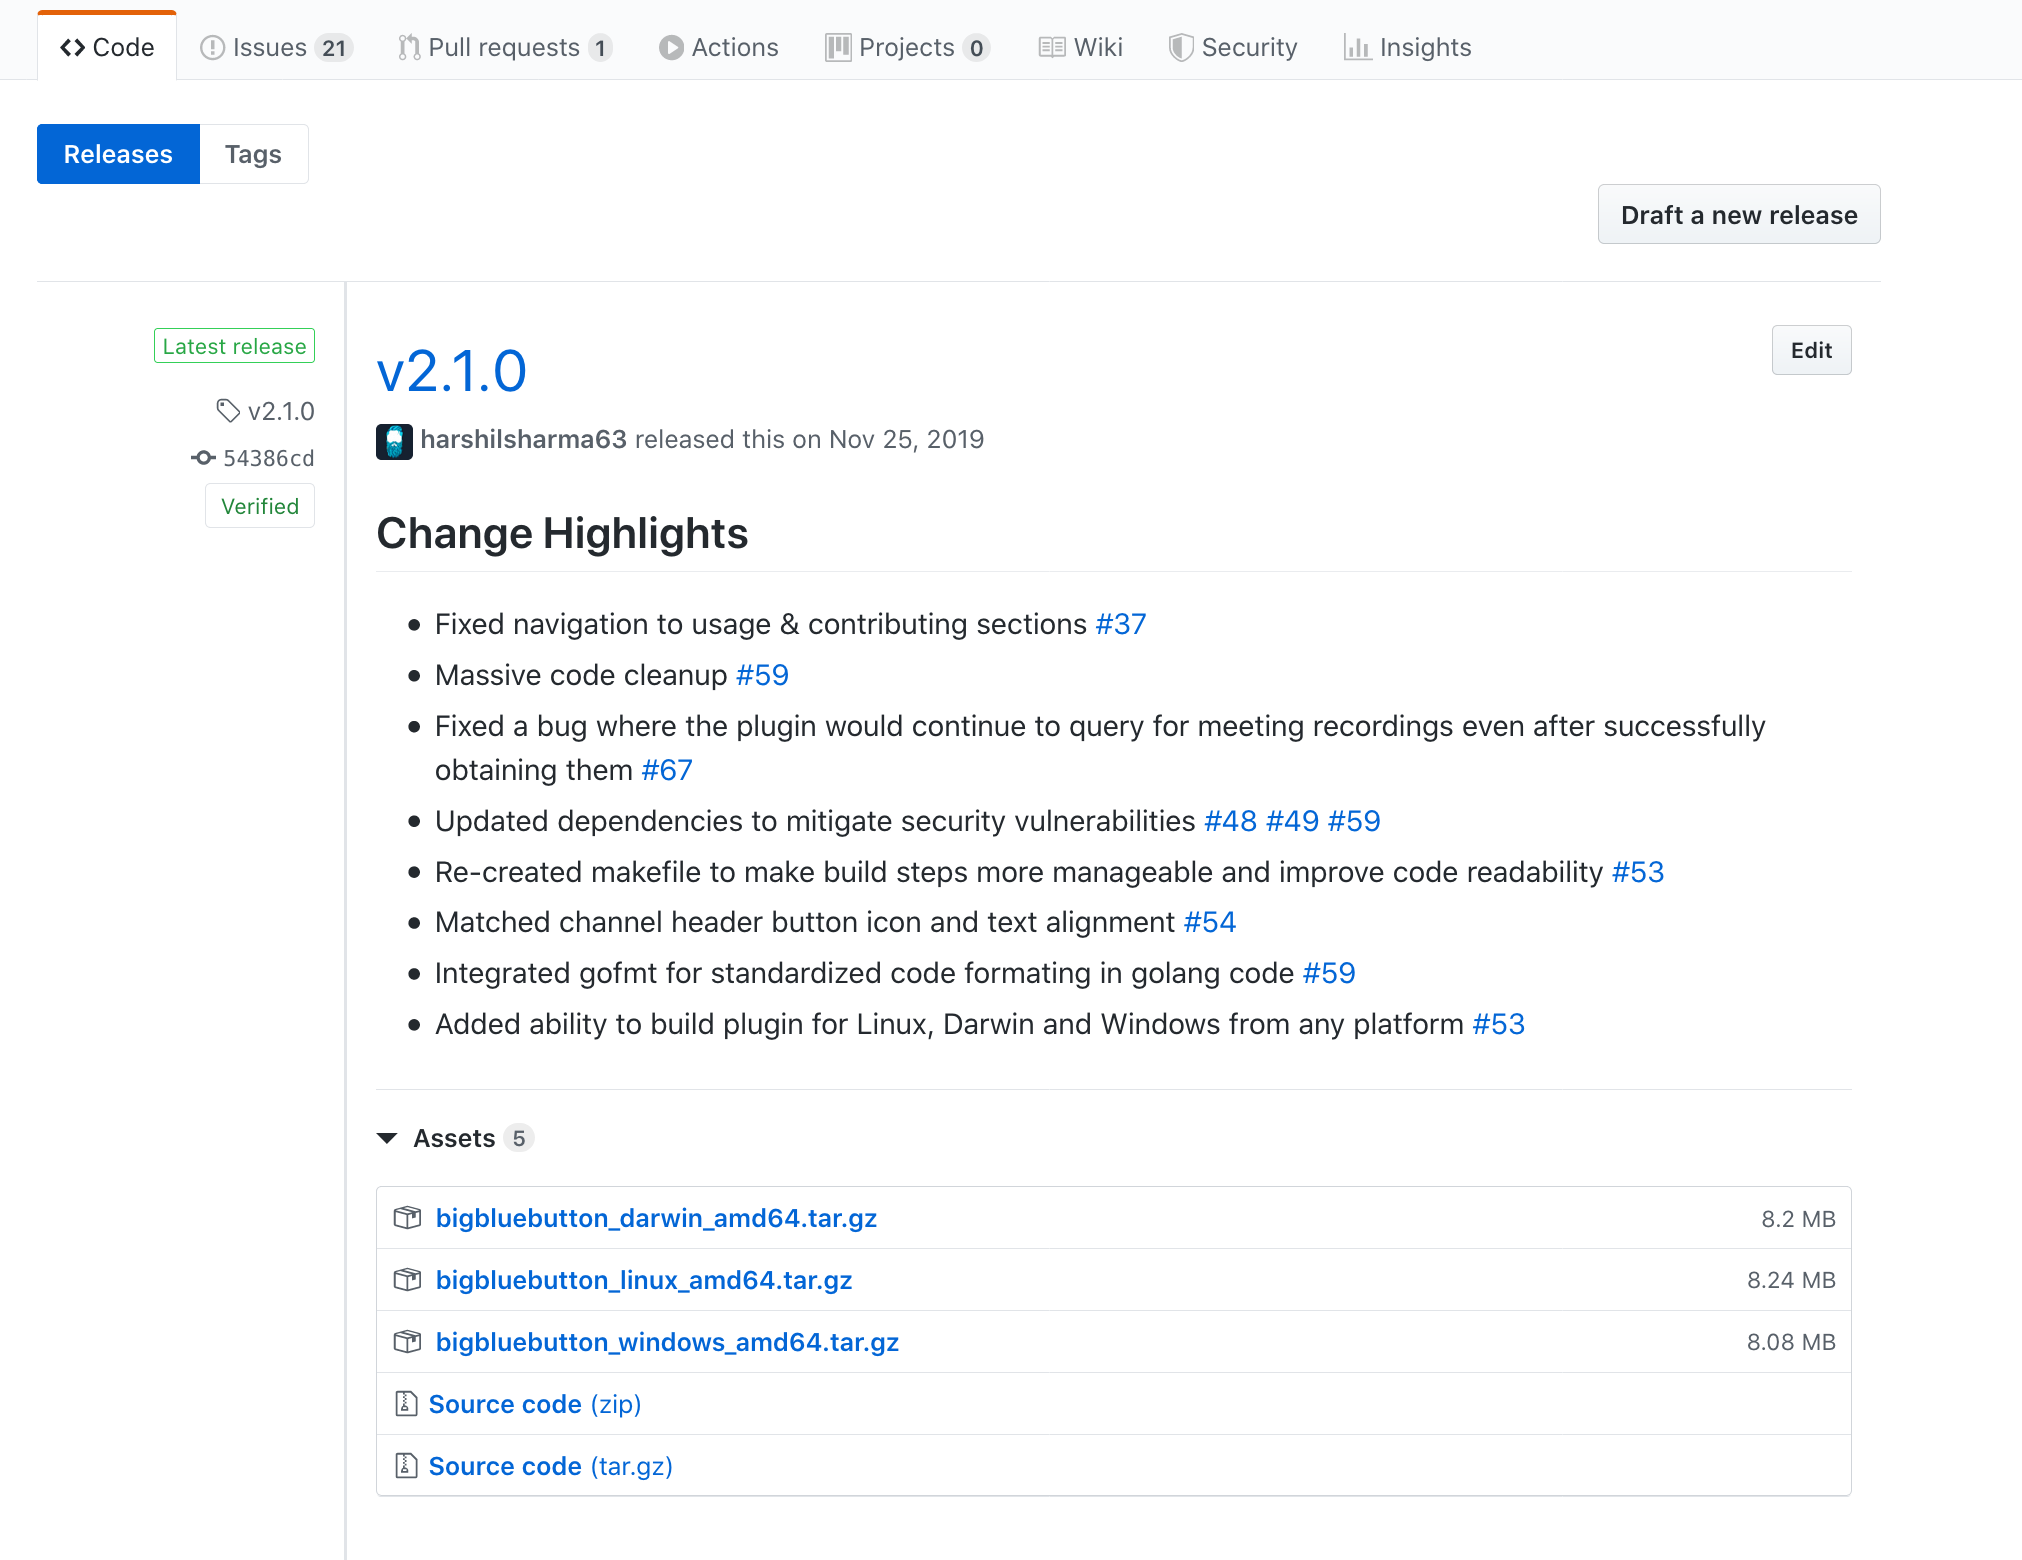 Code Issues 21 Pull requests 1 Actions Projects 0 Wiki Security Insights
Releases Tags
Draft a new release
Latest release
v2.1.0
54386cd
Verified
v2.1.0
Edit
harshilsharma63 released this on Nov 25, 2019
Change Highlights
Fixed navigation to usage & contributing sections #37
Massive code cleanup #59
Fixed a bug where the plugin would continue to query for meeting recordings even after successfully
obtaining them #67
Updated dependencies to mitigate security vulnerabilities #48 #49 #59
Re-created makefile to make build steps more manageable and improve code readability #53
Matched channel header button icon and text alignment #54
Integrated gofmt for standardized code formating in golang code #59
Added ability to build plugin for Linux, Darwin and Windows from any platform #53
Assets 5
bigbluebutton_darwin_amd64.tar.gz 8.2 MB
bigbluebutton_linux_amd64.tar.gz 8.24 MB
bigbluebutton_windows_amd64.tar.gz 8.08 MB
Source code (zip)
Source code (tar.gz)